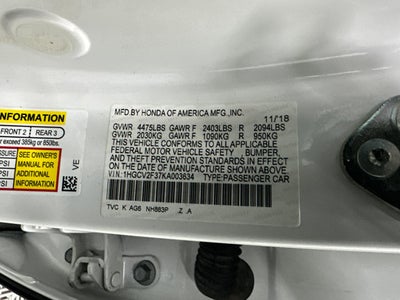 INFORMATION
FRONT 2 REAR 3
or exceed 385kg or 850lbs.
SEE OWNER'S
MANUAL FOR
ADDITIONAL
INFORMATION
VE
MFD.BY HONDA OF AMERICA MFG.,INC. 11/18
GVWR 4475LBS GAWR F 2403LBS R 2094LBS
GVWR 2030KG GAWR F 1090KG R 950KG
THIS VEHICLE CONFORMS TO ALL APPLICABLE
FEDERAL MOTOR VEHICLE SAFETY BUMPER,
AND THEFT PREVENTION STANDARDS IN EFFECT
ON THE DATE OF MANUFACTURE SHOWN ABOVE.
V.I.N:1HGCV2F37KA003634 TYPE:PASSENGER CAR
TVC K AG6 NH883P Z A